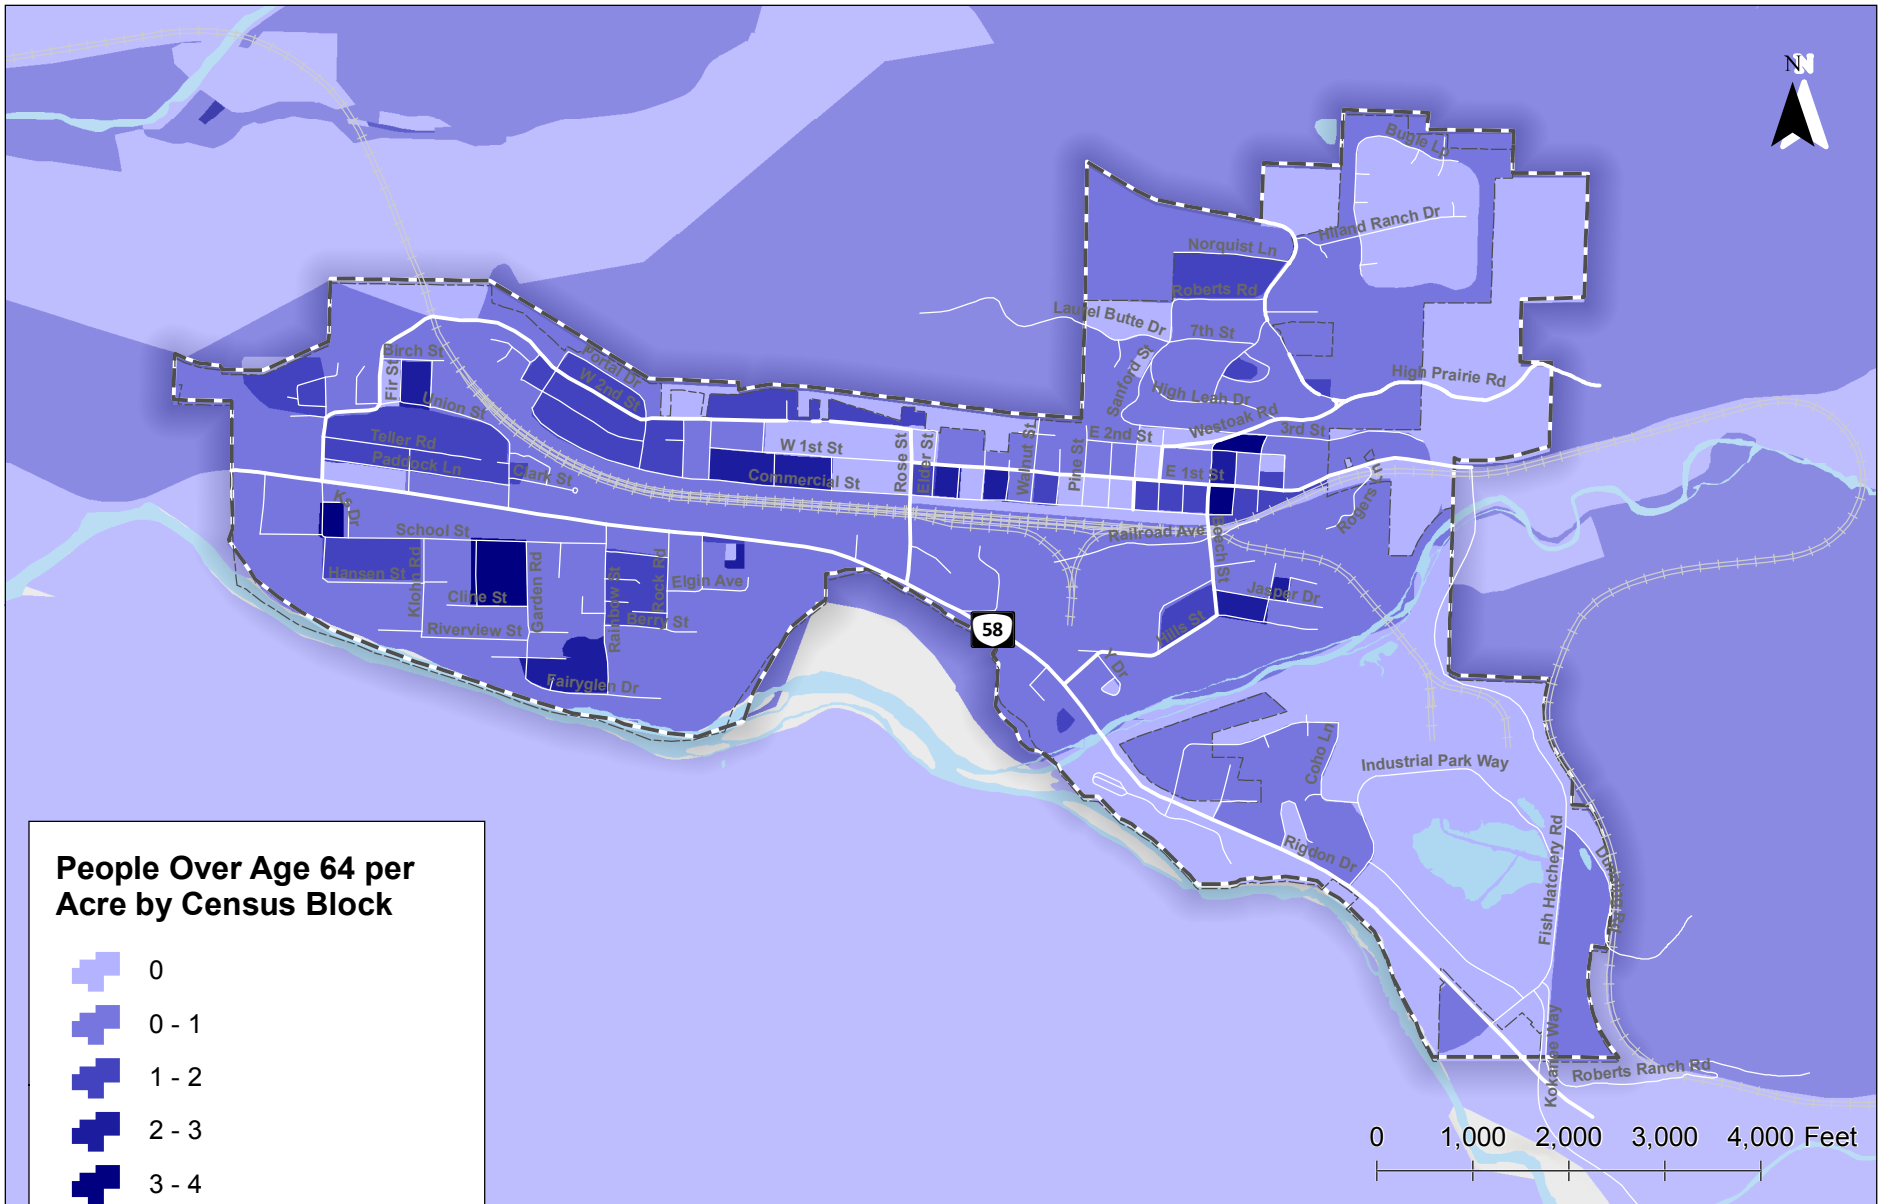 N
Bugle Lp
Hiland Ranch Dr
Norquist Ln
Roberts Rd
Laurel Butte Dr
7th St
Sanford St
High Leah Dr
High Prairie Rd
Westoak Rd
3rd St
E 2nd St
Birch St
Fir St
Portal Dr
W 2nd St
Union St
Teller Rd
Paddock Ln
Clark St
W 1st St
Commercial St
Rose St
Elder St
Walnut St
Pine St
E 1st St
Rogers Ln
Ks Dr
School St
Railroad Ave
Beech St
Hansen St
Klohn Rd
Cline St
Garden Rd
Rainbow St
Rock Rd
Elgin Ave
Jasper Dr
Riverview St
Berry St
58
Hills St
Y Dr
Fairyglen Dr
Coho Ln
Industrial Park Way
Rigdon Dr
Fish Hatchery Rd
Kokanee Way
Roberts Ranch Rd
People Over Age 64 per
Acre by Census Block
0
0 - 1
1 - 2
2 - 3
3 - 4
0 1,000 2,000 3,000 4,000 Feet